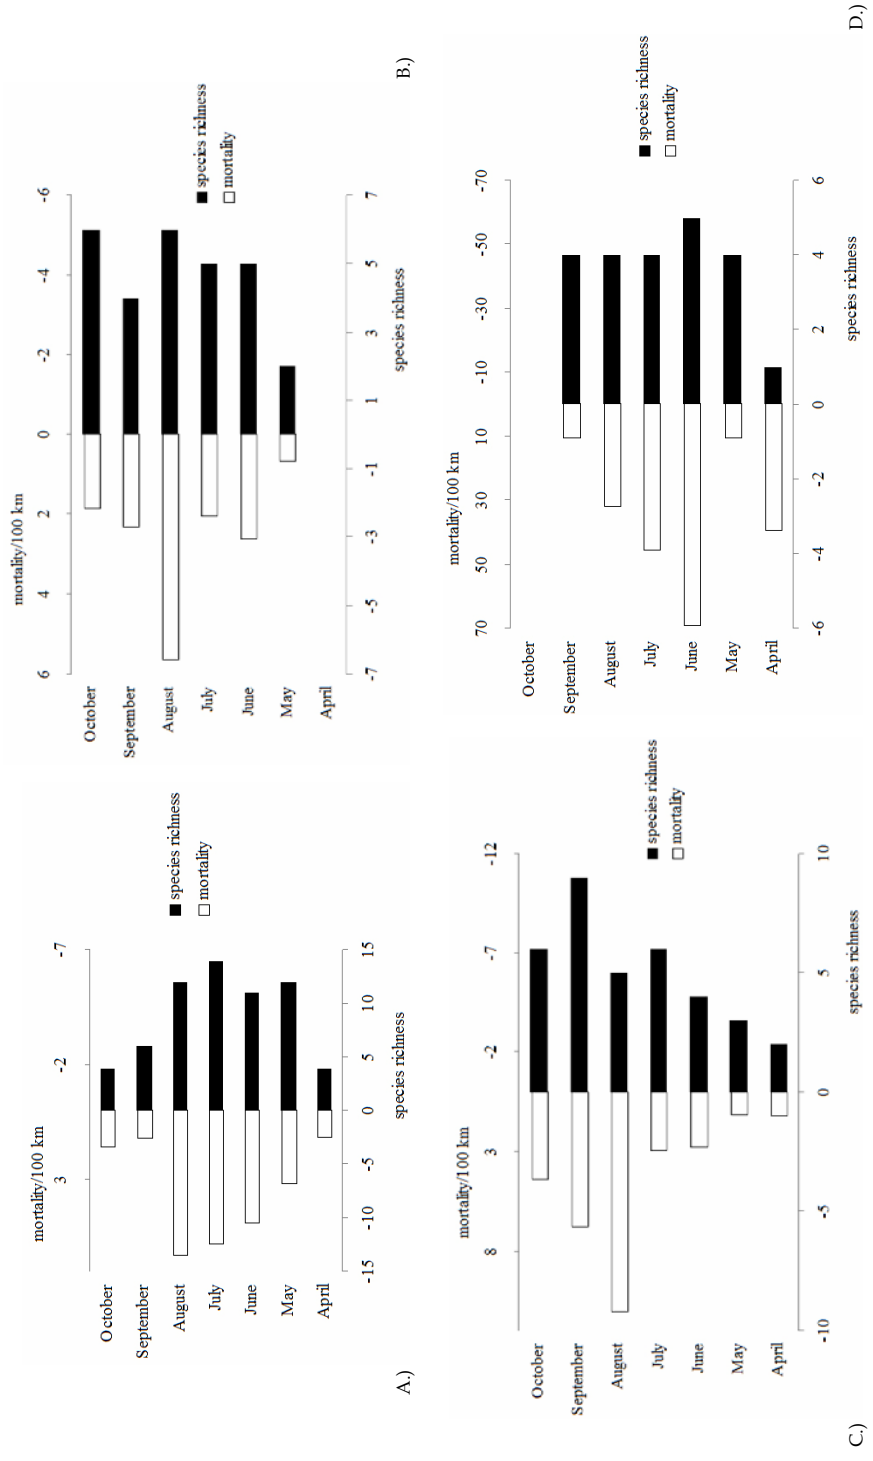 A.)
mortality/100 km
3 -2 -7
October
September
August
July
June
May
April
-15 -10 -5 0 5 10 15
species richness
species richness
mortality
B.)
mortality/100 km
6 4 2 0 -2 -4 -6
October
September
August
July
June
May
April
-7 -5 -3 -1 1 3 5 7
species richness
species richness
mortality
C.)
mortality/100 km
8 3 -2 -7 -12
October
September
August
July
June
May
April
-10 -5 0 5 10
species richness
species richness
mortality
D.)
mortality/100 km
70 50 30 10 -10 -30 -50 -70
October
September
August
July
June
May
April
-6 -4 -2 0 2 4 6
species richness
species richness
mortality